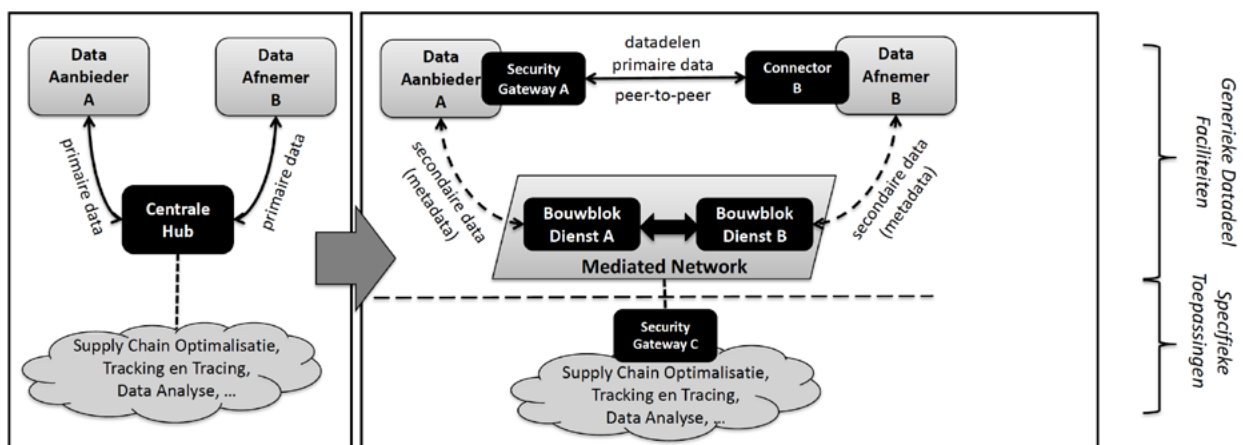 Data
Aanbieder
A
Data
Afnemer
B
primaire data
primaire data
Centrale
Hub
Supply Chain Optimalisatie,
Tracking en Tracing,
Data Analyse, ...
Data
Aanbieder
A
Security
Gateway A
datadelen
primaire data
peer-to-peer
Connector
B
Data
Afnemer
B
secondaire data
(metadata)
secondaire data
(metadata)
Bouwblok
Dienst A
Bouwblok
Dienst B
Mediated Network
Security
Gateway C
Supply Chain Optimalisatie,
Tracking en Tracing,
Data Analyse, ...
Generieke Datadeel
Faciliteiten
Specifieke
Toepassingen